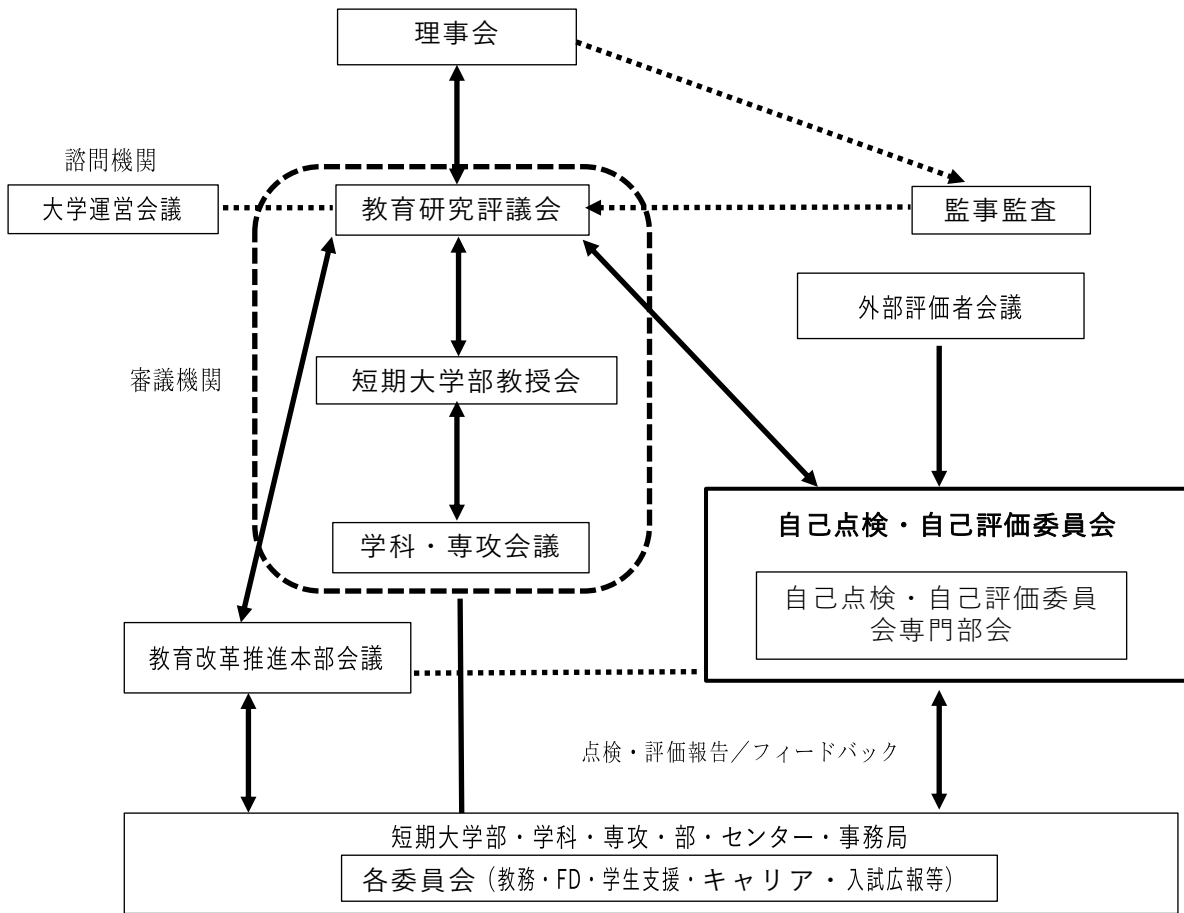 理事会
諮問機関
大学運営会議
教育研究評議会
監事監査
外部評価者会議
審議機関
短期大学部教授会
学科・専攻会議
自己点検・自己評価委員会
自己点検・自己評価委員
会専門部会
教育改革推進本部会議
点検・評価報告／フィードバック
短期大学部・学科・専攻・部・センター・事務局
各委員会（教務・FD・学生支援・キャリア・入試広報等）